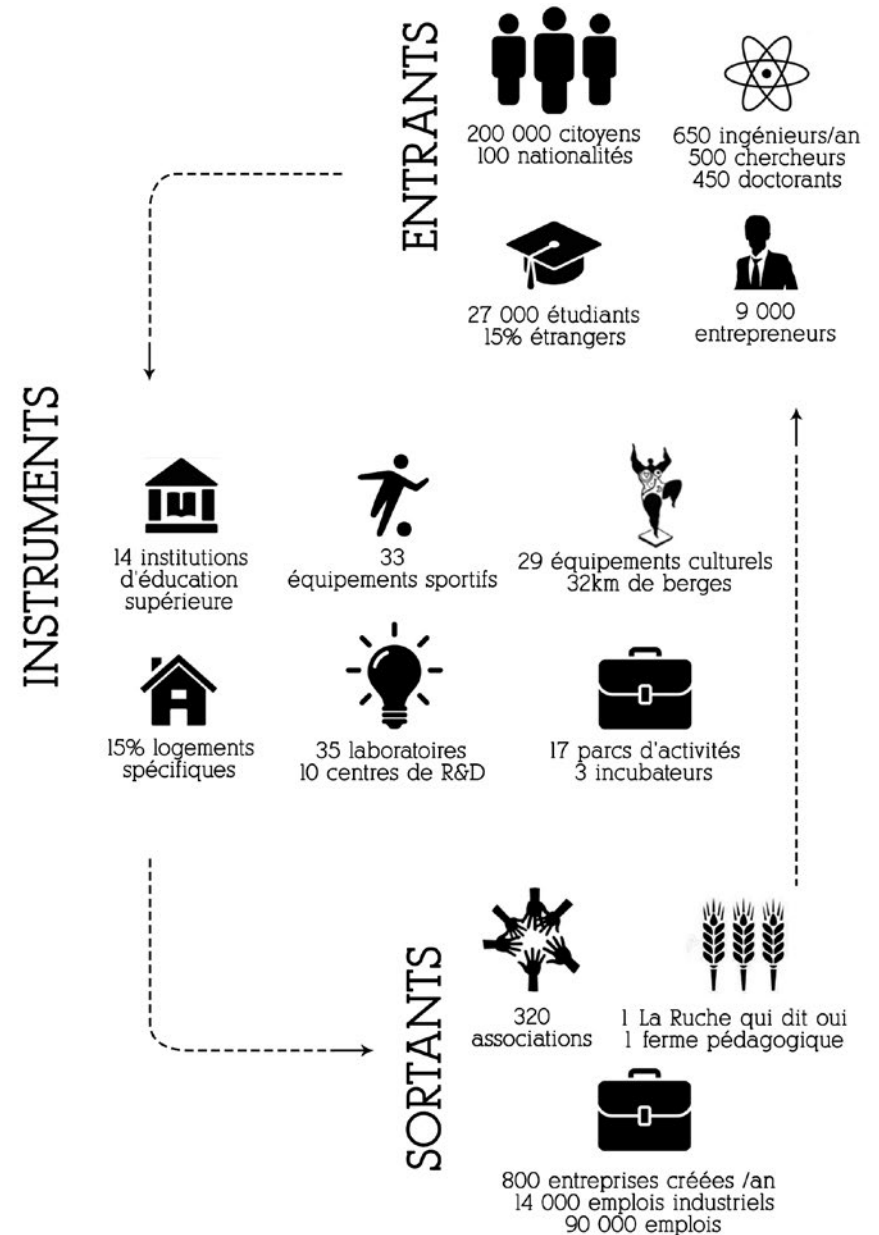 ENTRANTS
200 000 citoyens
100 nationalités
650 ingénieurs/an
500 chercheurs
450 doctorants
27 000 étudiants
15% étrangers
9 000
entrepreneurs
INSTRUMENTS
14 institutions
d'éducation
supérieure
33
équipements sportifs
29 équipements culturels
32km de berges
15% logements
spécifiques
35 laboratoires
10 centres de R&D
17 parcs d'activités
3 incubateurs
SORTANTS
320
associations
1 La Ruche qui dit oui
1 ferme pédagogique
800 entreprises créées /an
14 000 emplois industriels
90 000 emplois